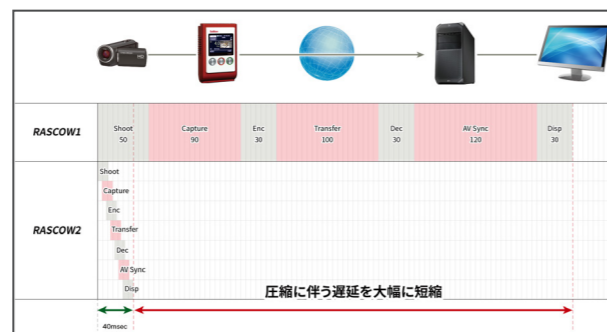 RASCOW1
Shoot
50
Capture
90
Enc
30
Transfer
100
Dec
30
AV Sync
120
Disp
30
RASCOW2
Shoot
Capture
Enc
Transfer
Dec
AV Sync
Disp
圧縮に伴う遅延を大幅に短縮
40msec